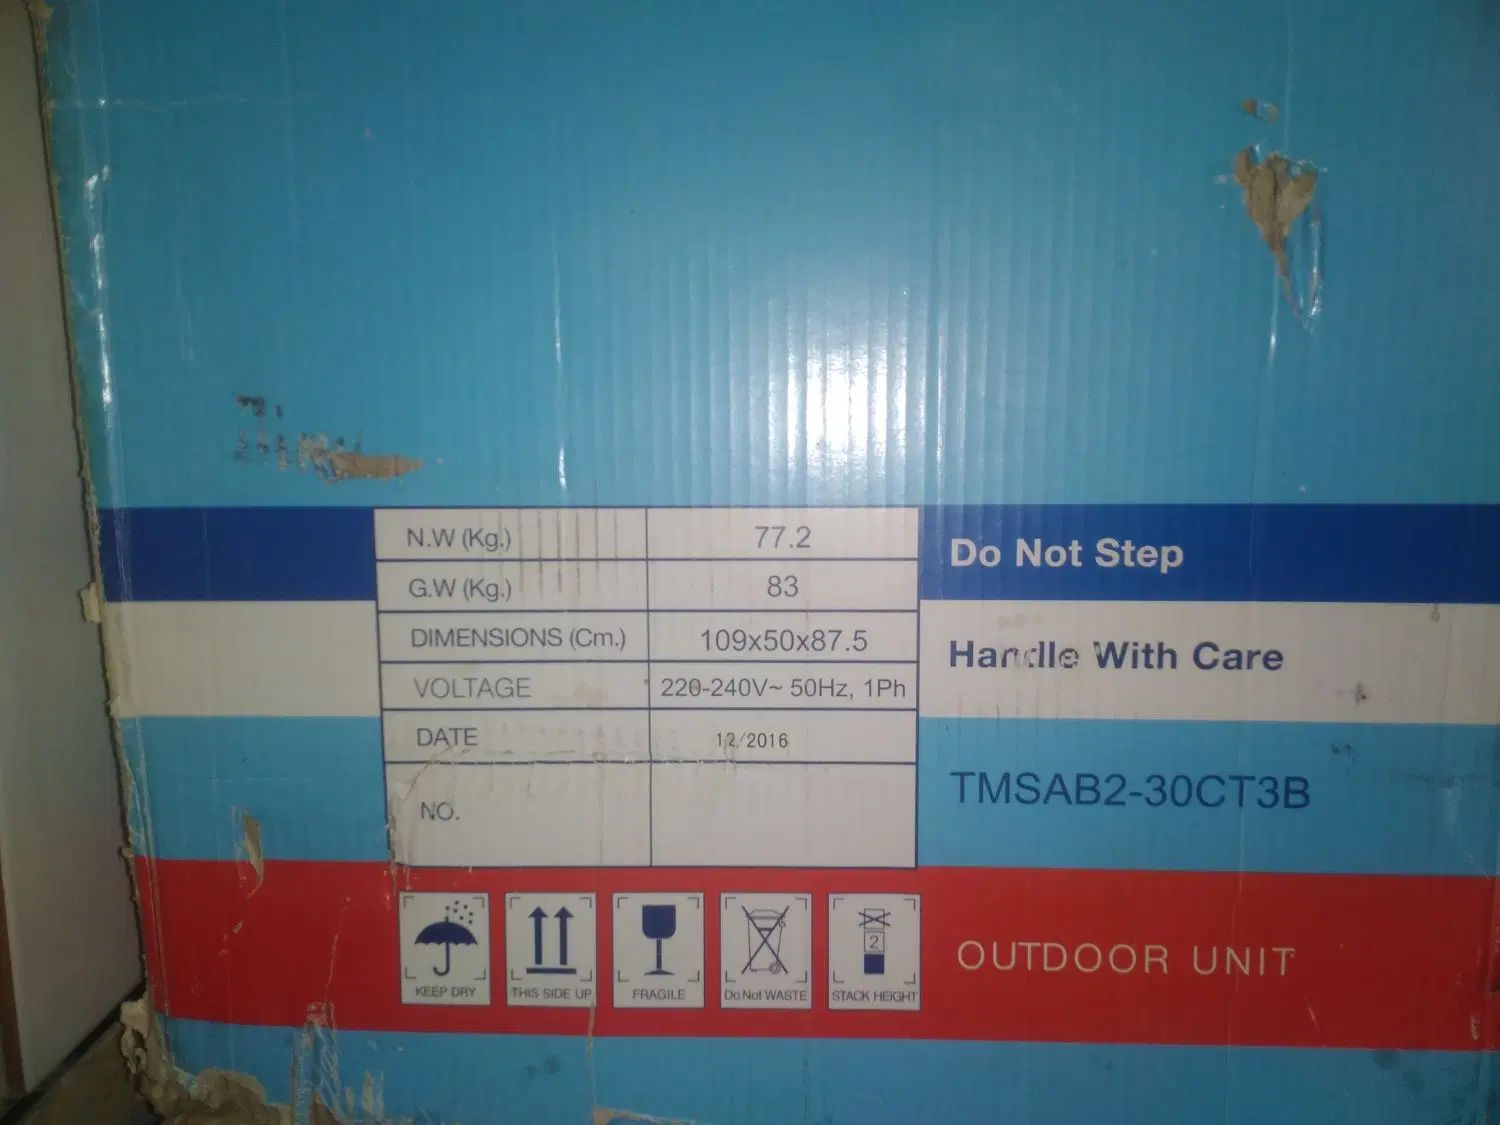 N.W (Kg.) 77.2
G.W (Kg.) 83
DIMENSIONS (Cm.) 109x50x87.5
VOLTAGE 220-240V~ 50Hz, 1Ph
DATE 12/2016
NO.
Do Not Step
Handle With Care
TMSAB2-30CT3B
KEEP DRY
THIS SIDE UP
FRAGILE
Do Not WASTE
2
STACK HEIGHT
OUTDOOR UNIT